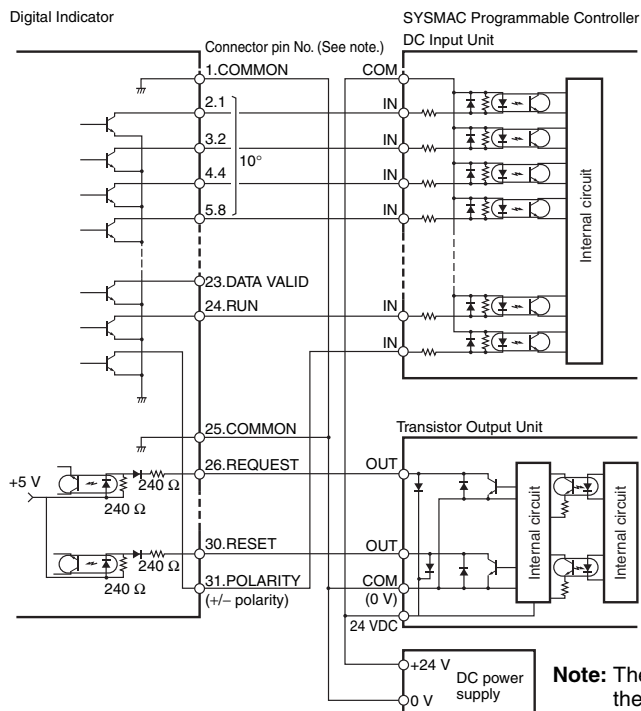 Digital Indicator
SYSMAC Programmable Controller
DC Input Unit
Connector pin No. (See note.)
1.COMMON
COM
2.1
IN
3.2
IN
10°
4.4
IN
5.8
IN
Internal circuit
23.DATA VALID
24.RUN
IN
IN
25.COMMON
Transistor Output Unit
+5 V
26.REQUEST
OUT
240 Ω
240 Ω
Internal circuit
Internal circuit
30.RESET
OUT
240 Ω
240 Ω
31.POLARITY
(+/− polarity)
COM
(0 V)
24 VDC
+24 V
DC power
supply
0 V
Note: The
the